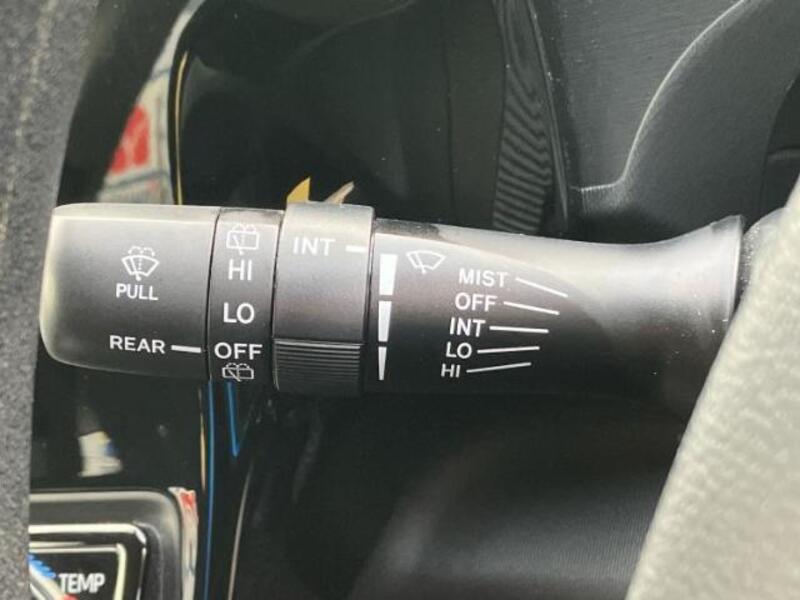 PULL
REAR
HI
LO
OFF
INT
MIST
OFF
INT
LO
HI
TEMP